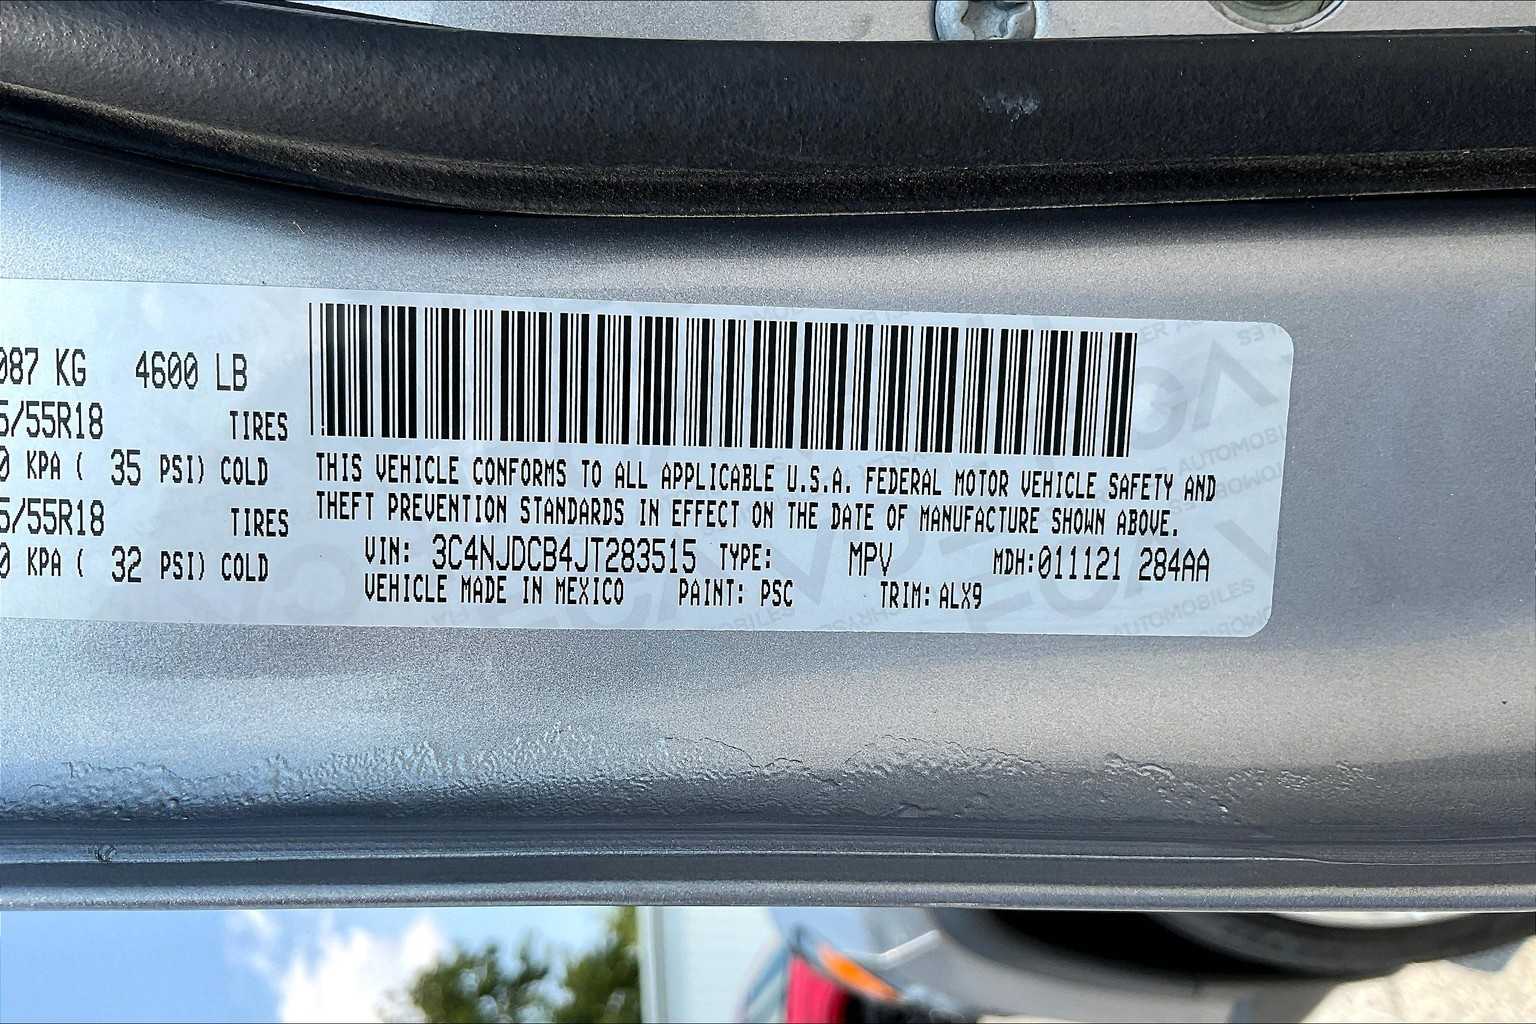 087 KG 4600 LB
5/55R18 TIRES
0 KPA ( 35 PSI) COLD
5/55R18 TIRES
0 KPA ( 32 PSI) COLD
THIS VEHICLE CONFORMS TO ALL APPLICABLE U.S.A. FEDERAL MOTOR VEHICLE SAFETY AND
THEFT PREVENTION STANDARDS IN EFFECT ON THE DATE OF MANUFACTURE SHOWN ABOVE.
VIN: 3C4NJDCB4JT283515 TYPE: MPV MDH:011121 284AA
VEHICLE MADE IN MEXICO PAINT: PSC TRIM: ALX9